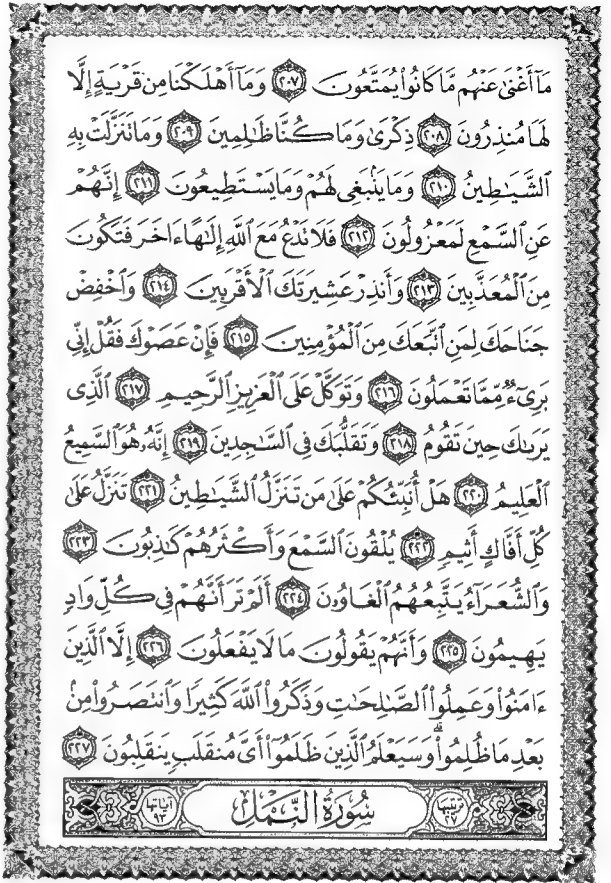 مَآ أَغْنَىٰ عَنْهُم مَّا كَانُوا۟ يُمَتَّعُونَ ٢٠٧ وَمَآ أَهْلَكْنَا مِن قَرْيَةٍ إِلَّا
لَهَا مُنذِرُونَ ٢٠٨ ذِكْرَىٰ وَمَا كُنَّا ظَٰلِمِينَ ٢٠٩ وَمَا تَنَزَّلَتْ بِهِ
ٱلشَّيَٰطِينُ ٢١٠ وَمَا يَنۢبَغِى لَهُمْ وَمَا يَسْتَطِيعُونَ ٢١١ إِنَّهُمْ
عَنِ ٱلسَّمْعِ لَمَعْزُولُونَ ٢١٢ فَلَا تَدْعُ مَعَ ٱللَّهِ إِلَٰهًا ءَاخَرَ فَتَكُونَ
مِنَ ٱلْمُعَذَّبِينَ ٢١٣ وَأَنذِرْ عَشِيرَتَكَ ٱلْأَقْرَبِينَ ٢١٤ وَٱخْفِضْ
جَنَاحَكَ لِمَنِ ٱتَّبَعَكَ مِنَ ٱلْمُؤْمِنِينَ ٢١٥ فَإِنْ عَصَوْكَ فَقُلْ إِنِّى
بَرِىٓءٌ مِّمَّا تَعْمَلُونَ ٢١٦ وَتَوَكَّلْ عَلَى ٱلْعَزِيزِ ٱلرَّحِيمِ ٢١٧ ٱلَّذِى
يَرَىٰكَ حِينَ تَقُومُ ٢١٨ وَتَقَلُّبَكَ فِى ٱلسَّٰجِدِينَ ٢١٩ إِنَّهُۥ هُوَ ٱلسَّمِيعُ
ٱلْعَلِيمُ ٢٢٠ هَلْ أُنَبِّئُكُمْ عَلَىٰ مَن تَنَزَّلُ ٱلشَّيَٰطِينُ ٢٢١ تَنَزَّلُ عَلَىٰ
كُلِّ أَفَّاكٍ أَثِيمٍ ٢٢٢ يُلْقُونَ ٱلسَّمْعَ وَأَكْثَرُهُمْ كَٰذِبُونَ ٢٢٣
وَٱلشُّعَرَآءُ يَتَّبِعُهُمُ ٱلْغَاوُۥنَ ٢٢٤ أَلَمْ تَرَ أَنَّهُمْ فِى كُلِّ وَادٍ
يَهِيمُونَ ٢٢٥ وَأَنَّهُمْ يَقُولُونَ مَا لَا يَفْعَلُونَ ٢٢٦ إِلَّا ٱلَّذِينَ
ءَامَنُوا۟ وَعَمِلُوا۟ ٱلصَّٰلِحَٰتِ وَذَكَرُوا۟ ٱللَّهَ كَثِيرًا وَٱنتَصَرُوا۟ مِنۢ
بَعْدِ مَا ظُلِمُوا۟ ۗ وَسَيَعْلَمُ ٱلَّذِينَ ظَلَمُوٓا۟ أَىَّ مُنقَلَبٍ يَنقَلِبُونَ ٢٢٧
ترتيبها ٢٧ سُورَةُ ٱلنَّمْلِ آياتها ٩٣